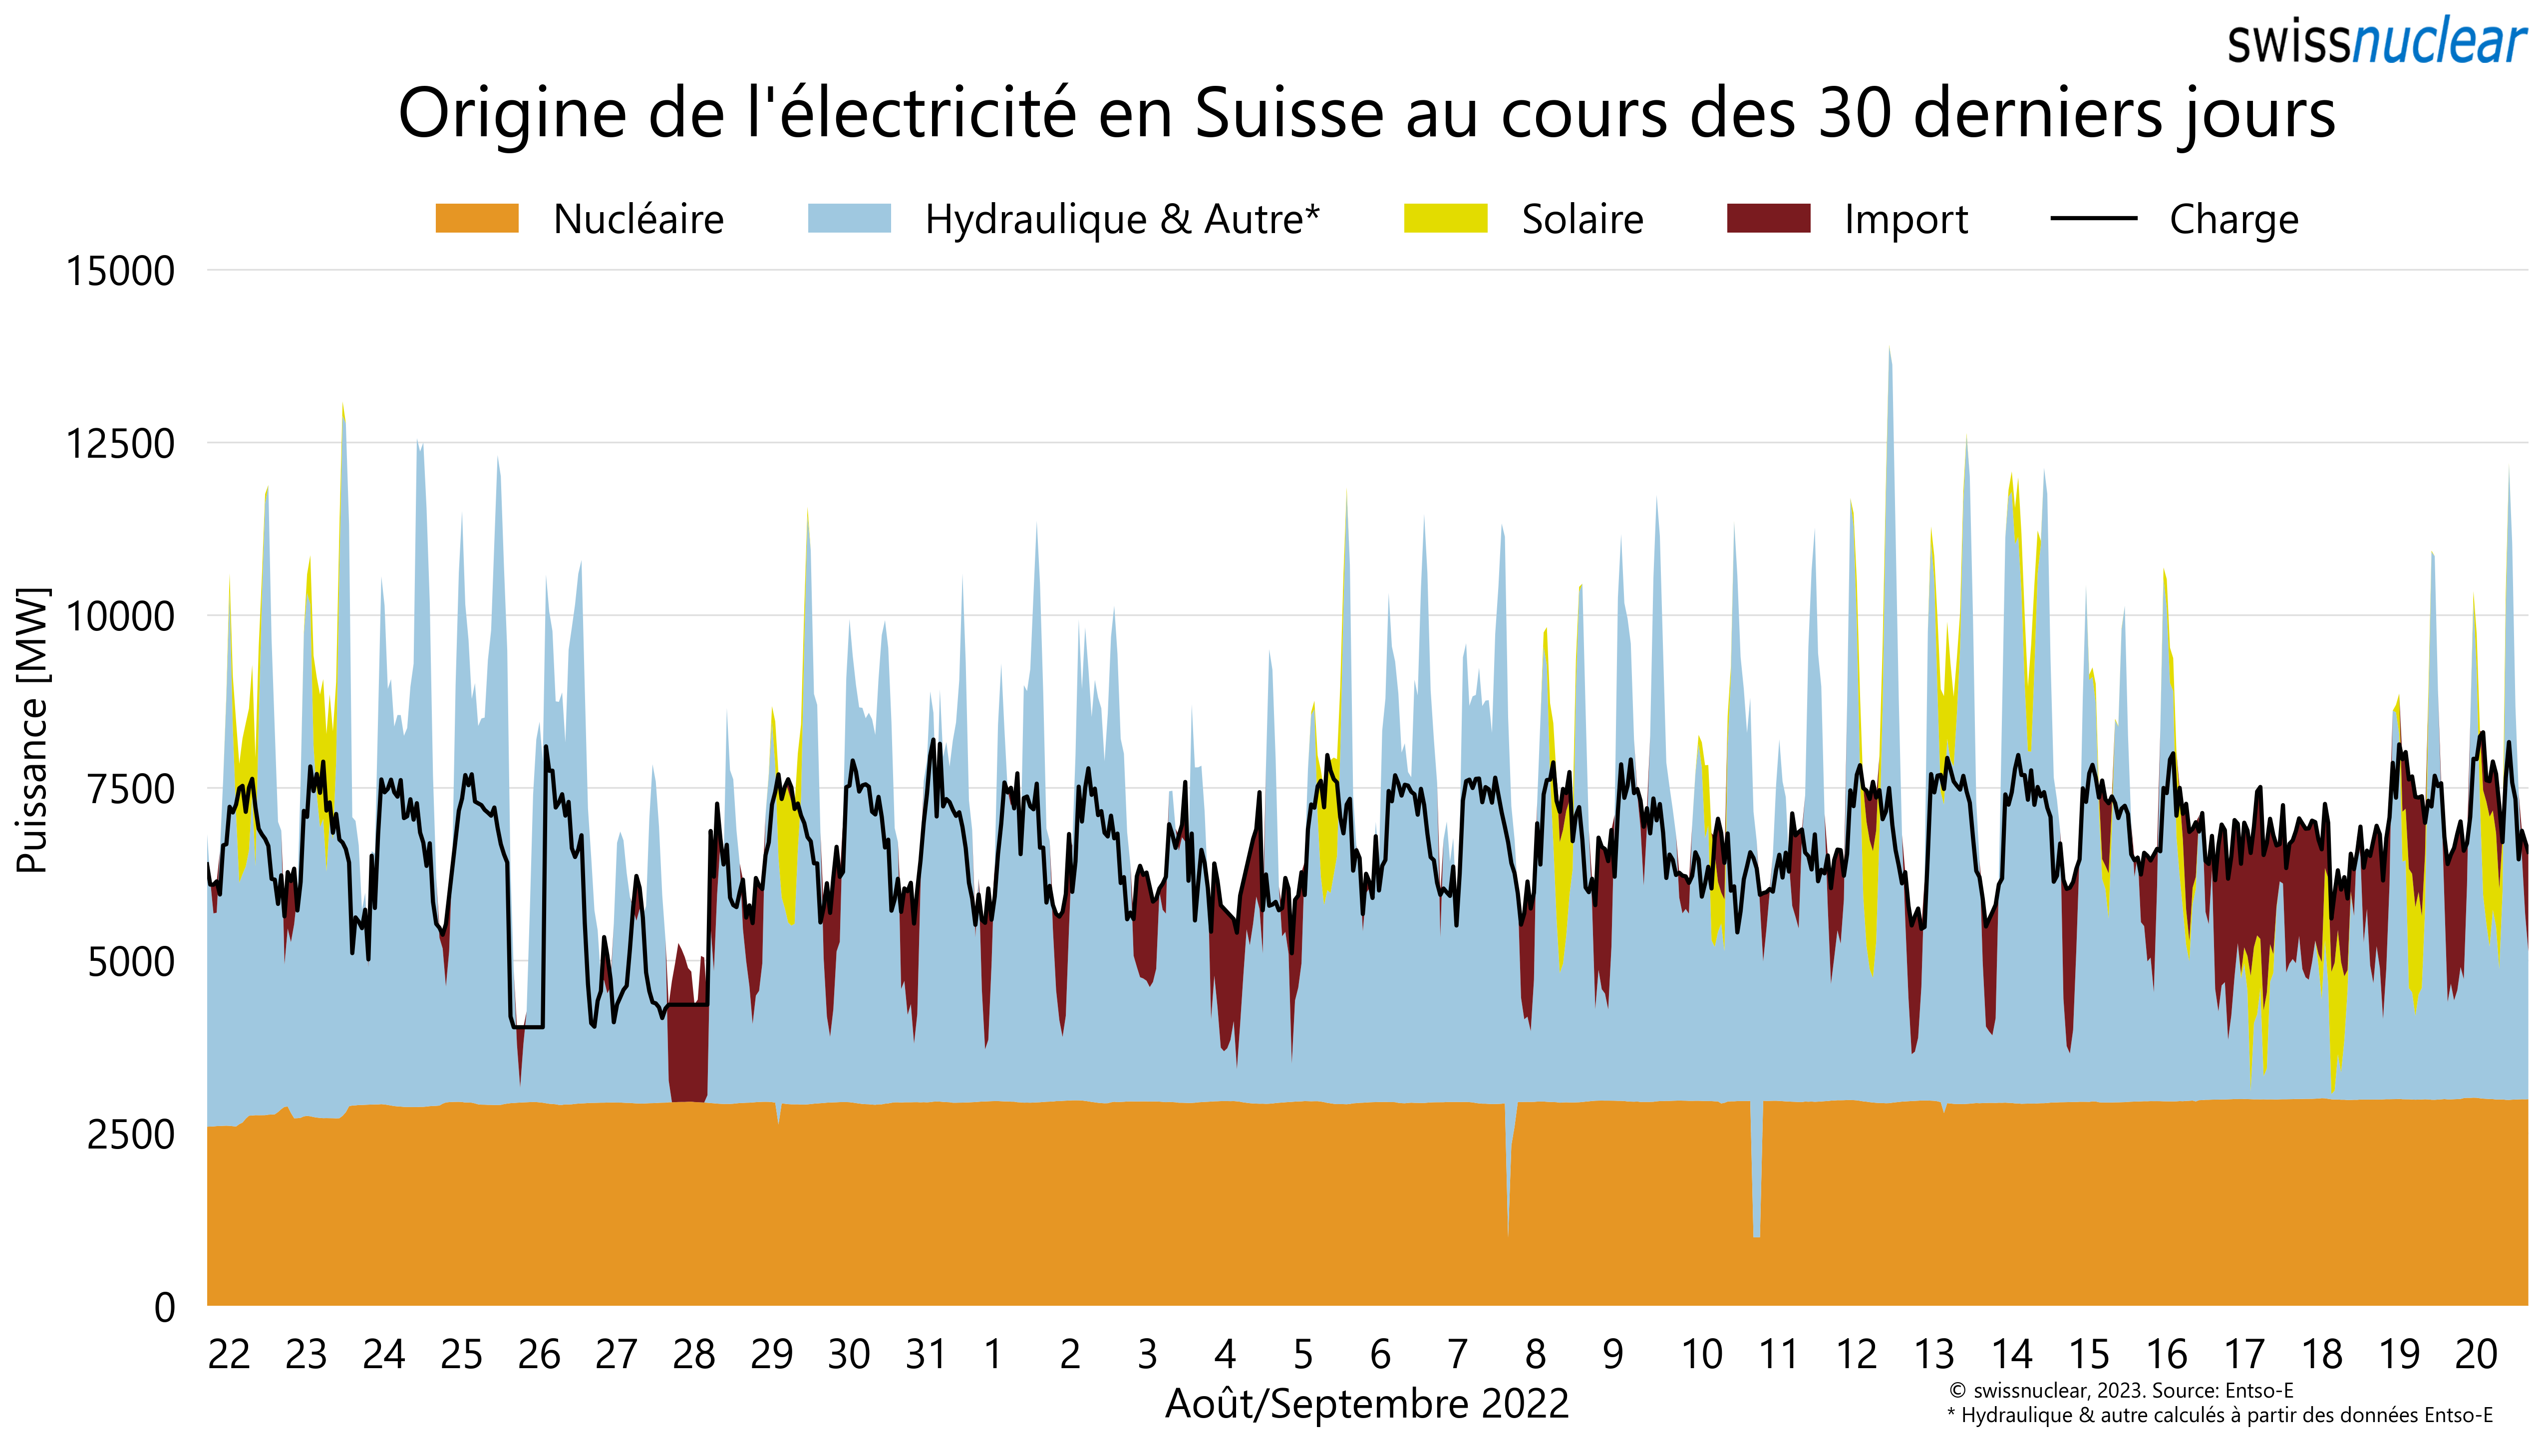 swissnuclear
Origine de l'électricité en Suisse au cours des 30 derniers jours
Nucléaire Hydraulique & Autre* Solaire Import Charge
15000
12500
10000
7500
5000
2500
0
Puissance [MW]
22 23 24 25 26 27 28 29 30 31 1 2 3 4 5 6 7 8 9 10 11 12 13 14 15 16 17 18 19 20
Août/Septembre 2022
© swissnuclear, 2023. Source: Entso-E
* Hydraulique & autre calculés à partir des données Entso-E